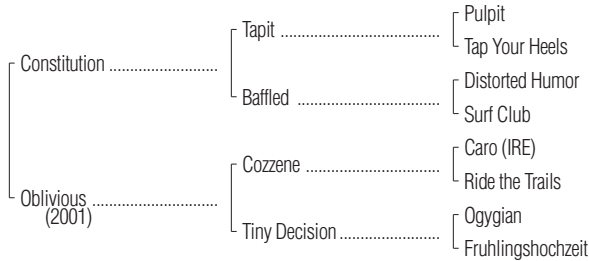 Pulpit
Tapit ................................................
Tap Your Heels
Constitution .................................
Distorted Humor
Baffled ...........................................
Surf Club
Caro (IRE)
Cozzene .........................................
Ride the Trails
Oblivious ......................................
(2001)
Ogygian
Tiny Decision ..............................
Fruhlingshochzeit